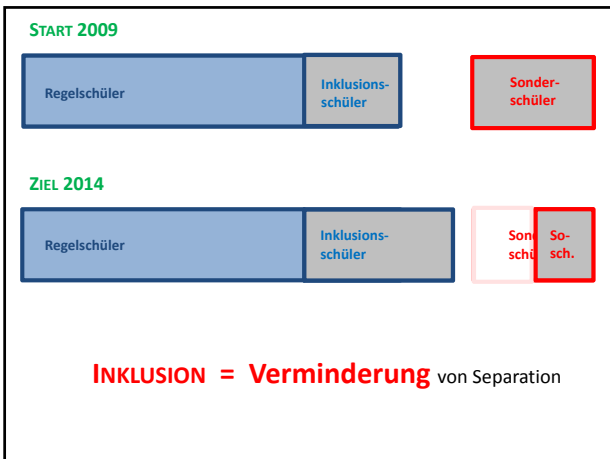 START 2009
Regelschüler
Inklusions-
schüler
Sonder-
schüler
ZIEL 2014
Regelschüler
Inklusions-
schüler
So-
sch.
INKLUSION = Verminderung von Separation